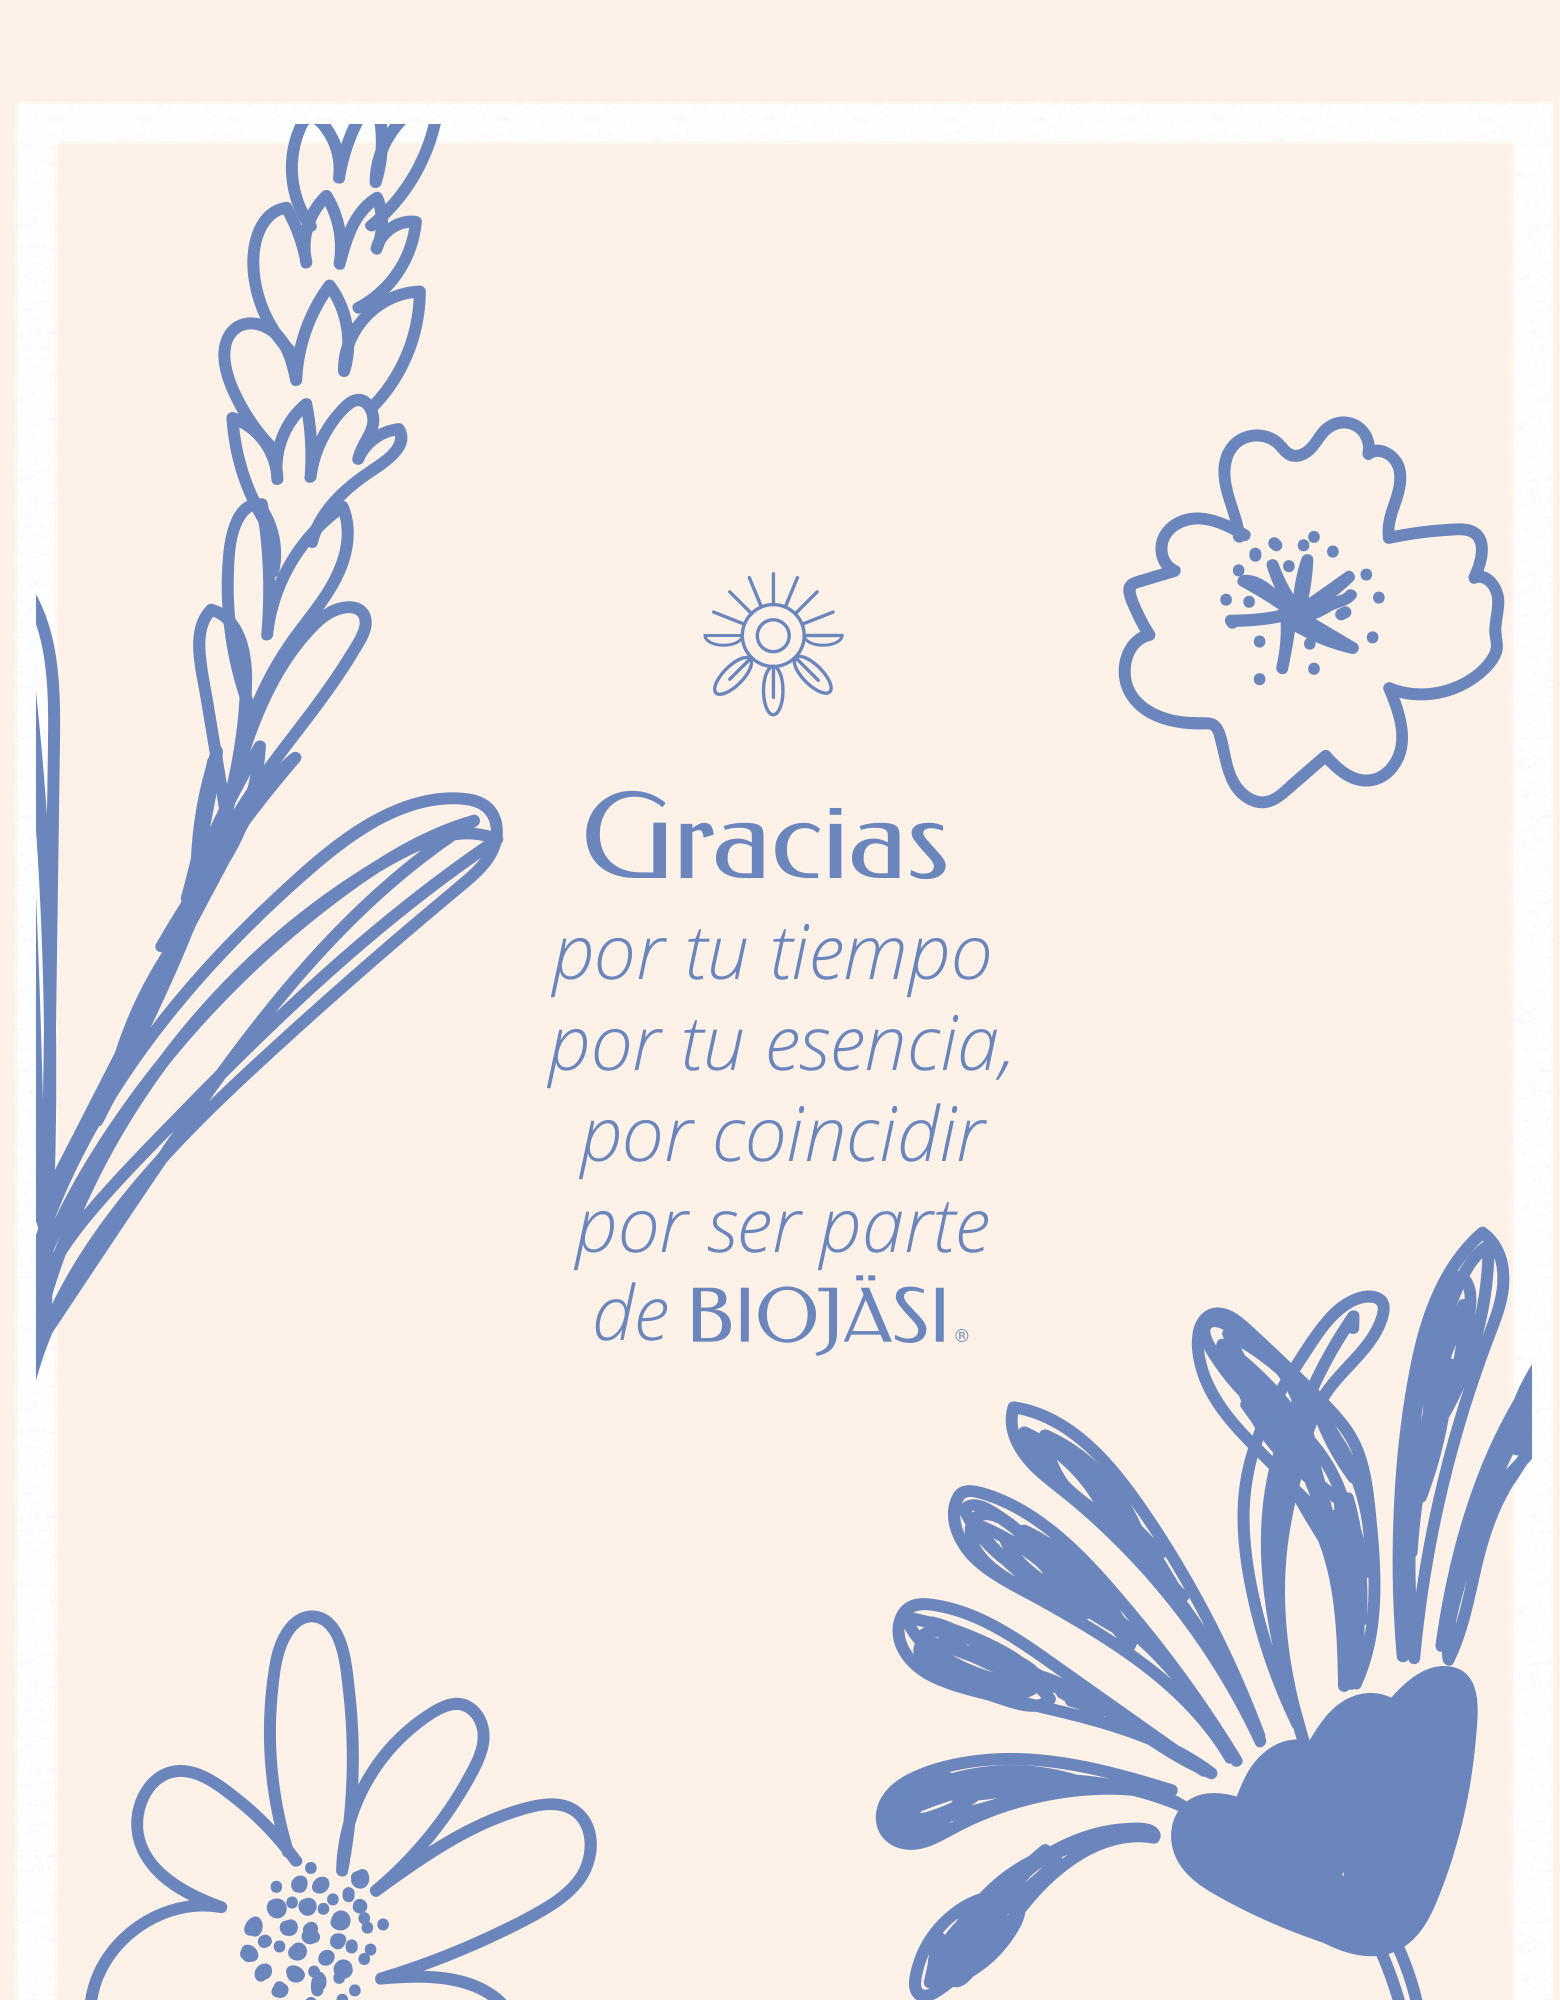 Gracias
por tu tiempo
por tu esencia,
por coincidir
por ser parte
de BIOJÄSI®